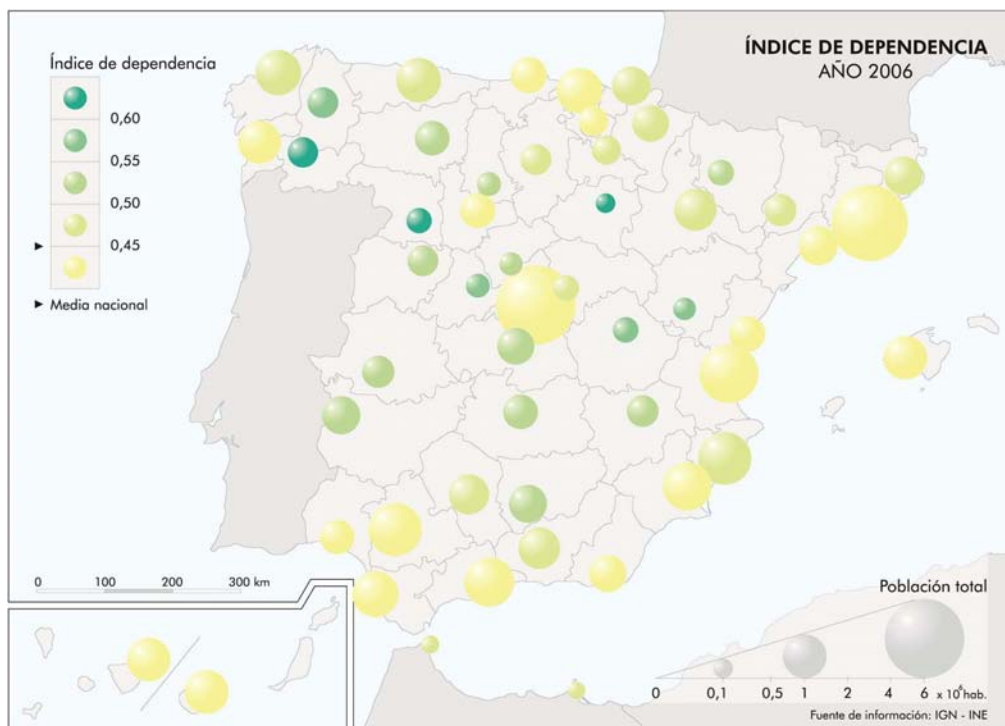 ÍNDICE DE DEPENDENCIA
AÑO 2006
Índice de dependencia
0,60
0,55
0,50
0,45
Media nacional
0 100 200 300 km
Población total
0 0,1 0,5 1 2 4 6 x 10⁶ hab.
Fuente de información: IGN - INE